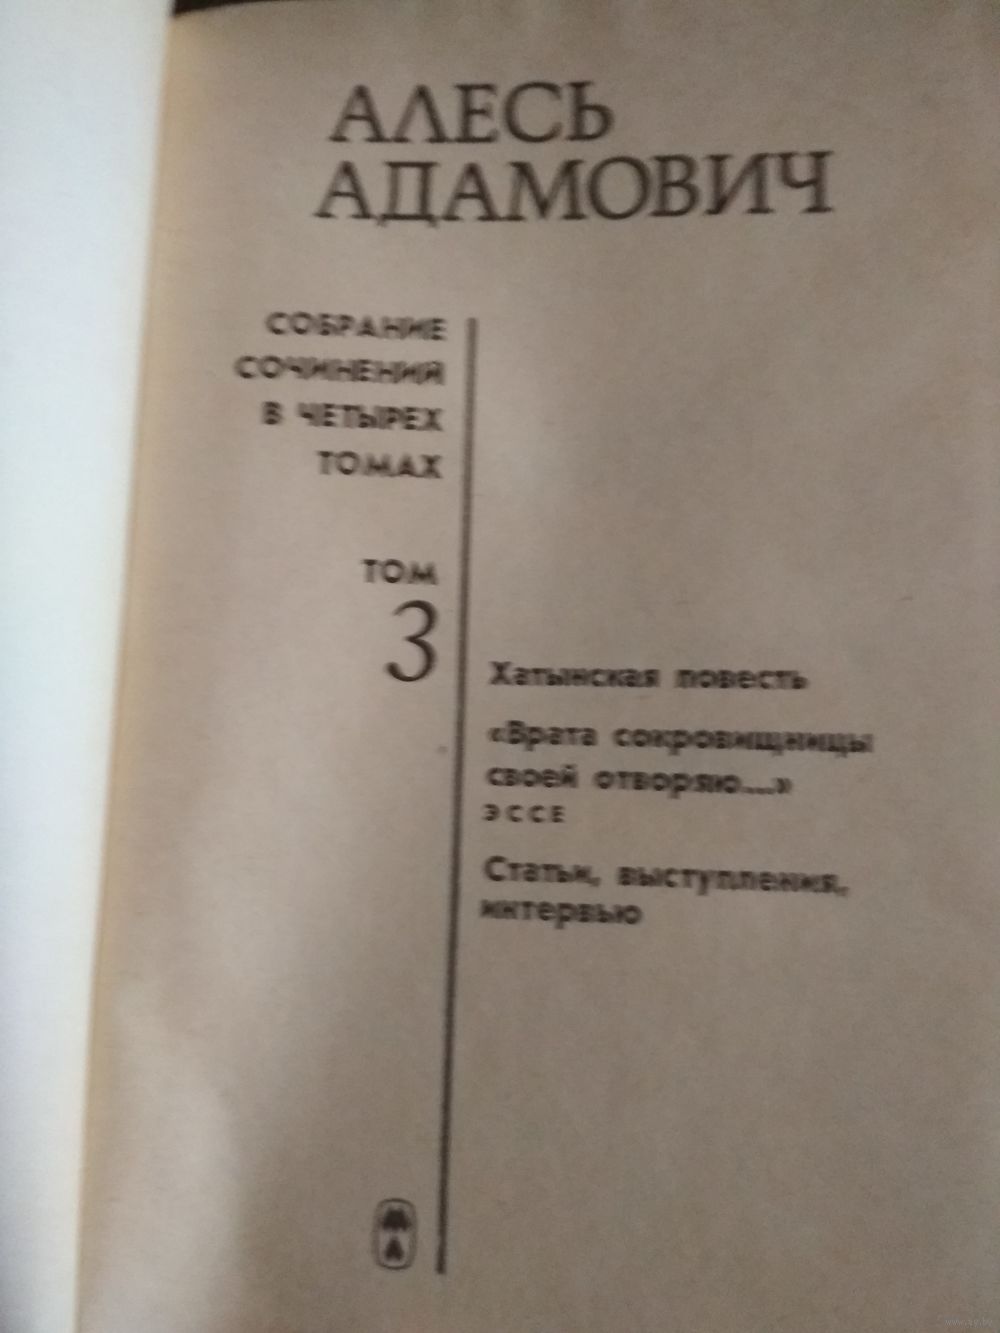 АЛЕСЬ
АДАМОВИЧ
СОБРАНИЕ
СОЧИНЕНИЙ
В ЧЕТЫРЕХ
ТОМАХ
ТОМ
3
Хатынская повесть
«Врата сокровищницы
своей отворяю...»
ЭССЕ
Статьи, выступления,
интервью